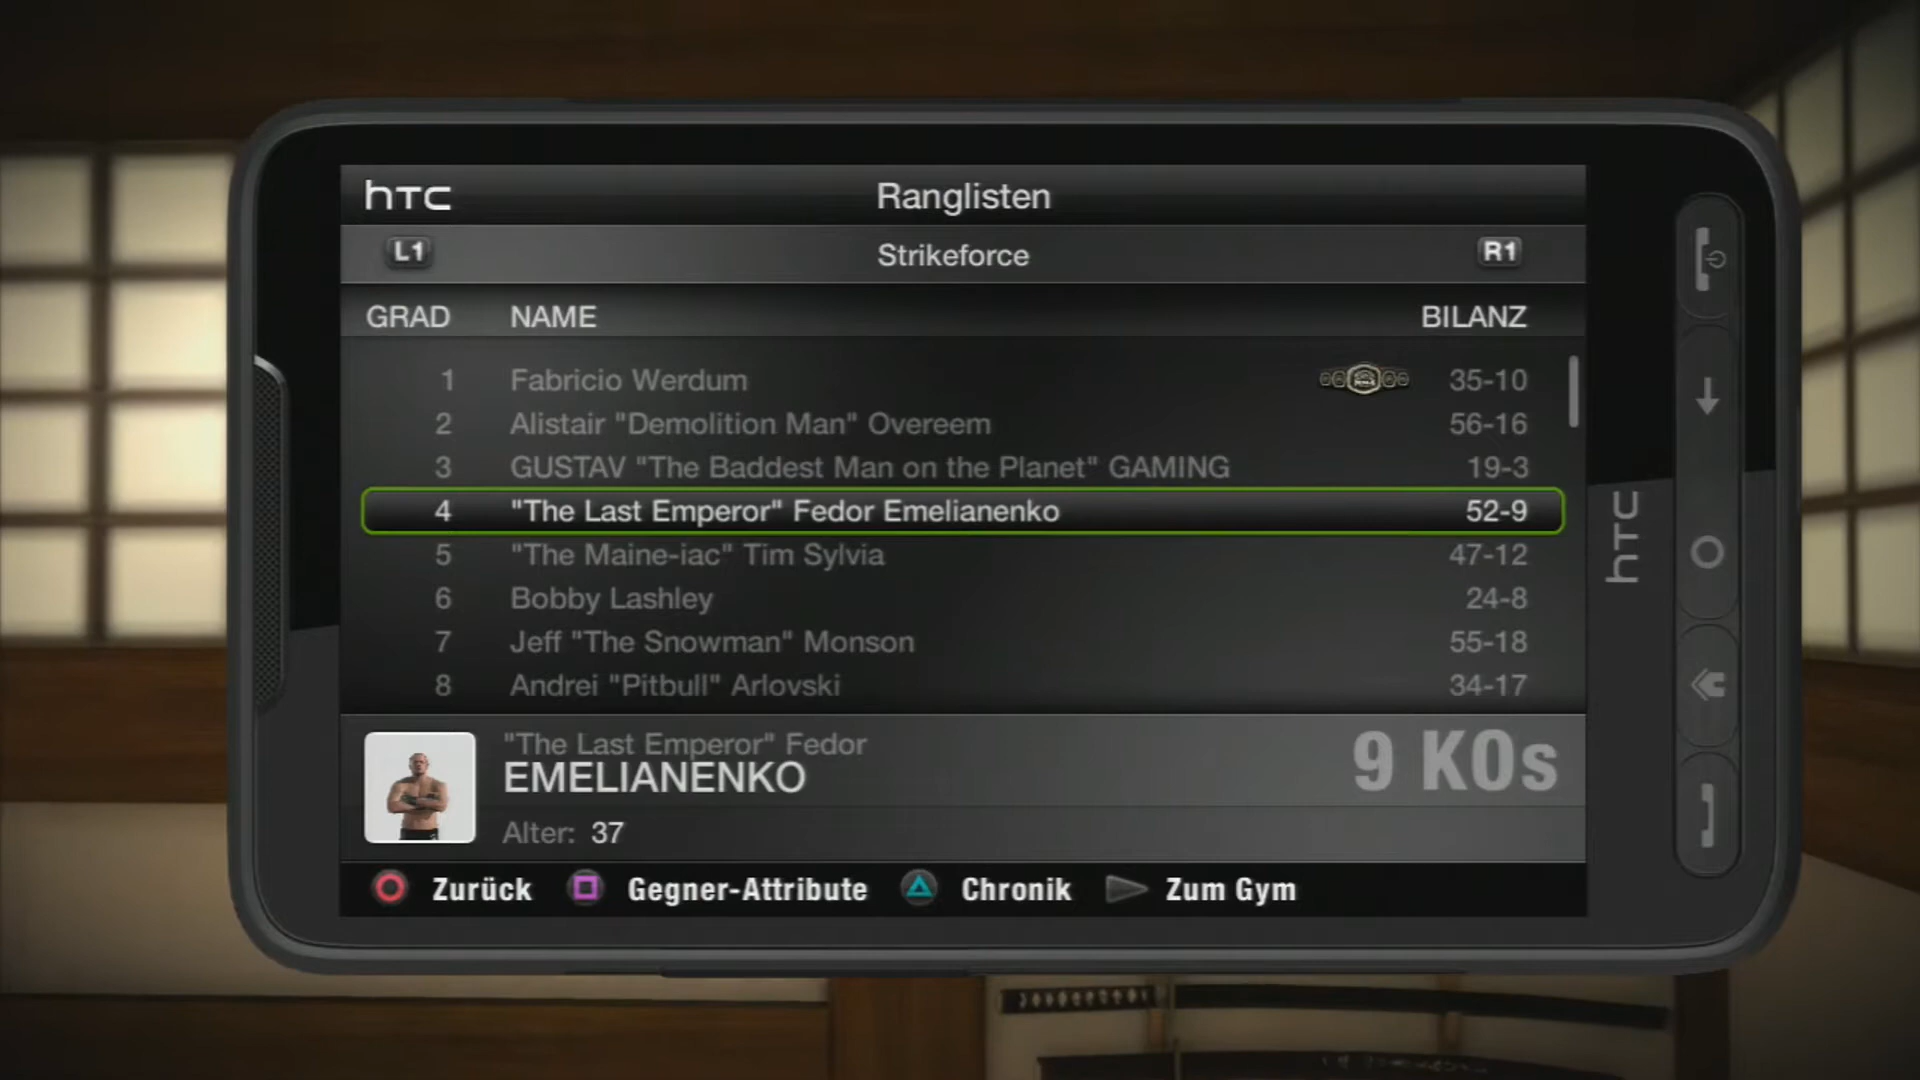 hTC
Ranglisten
L1
Strikeforce
R1
GRAD NAME BILANZ
1 Fabricio Werdum 35-10
2 Alistair "Demolition Man" Overeem 56-16
3 GUSTAV "The Baddest Man on the Planet" GAMING 19-3
4 "The Last Emperor" Fedor Emelianenko 52-9
5 "The Maine-iac" Tim Sylvia 47-12
6 Bobby Lashley 24-8
7 Jeff "The Snowman" Monson 55-18
8 Andrei "Pitbull" Arlovski 34-17
"The Last Emperor" Fedor
EMELIANENKO
9 KOs
Alter: 37
Zurück Gegner-Attribute Chronik Zum Gym
hTC